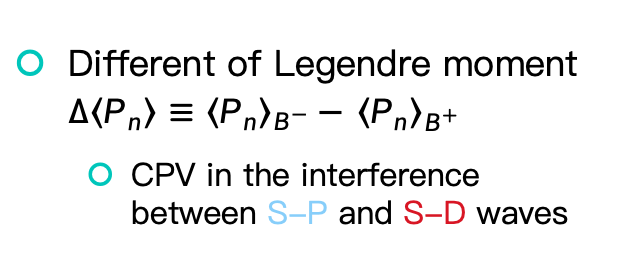 Different of Legendre moment
Δ⟨Pₙ⟩ ≡ ⟨Pₙ⟩B⁻ − ⟨Pₙ⟩B⁺
CPV in the interference
between S–P and S–D waves